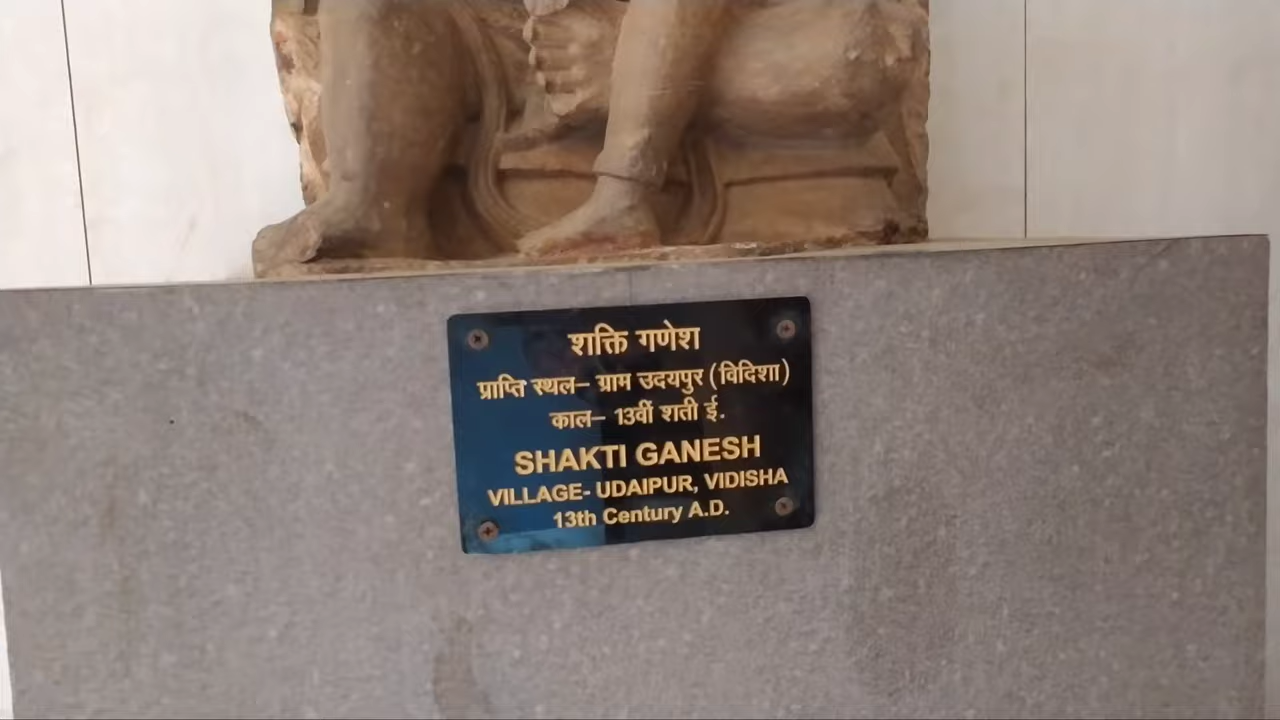 शक्ति गणेश
प्राप्ति स्थल– ग्राम उदयपुर (विदिशा)
काल– 13वीं शती ई.
SHAKTI GANESH
VILLAGE- UDAIPUR, VIDISHA
13th Century A.D.